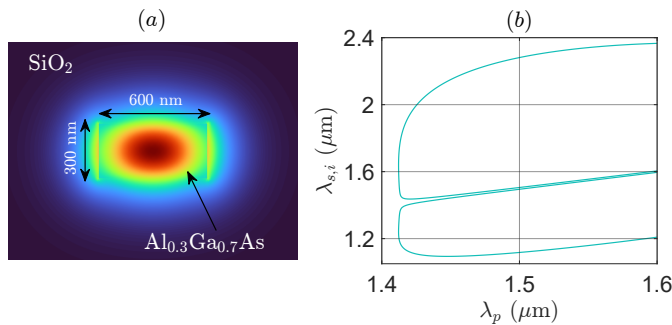 (a)
SiO₂
600 nm
300 nm
Al₀.₃Ga₀.₇As
(b)
2.4
2
1.6
1.2
λₛ,ᵢ (μm)
1.4
1.5
1.6
λₚ (μm)